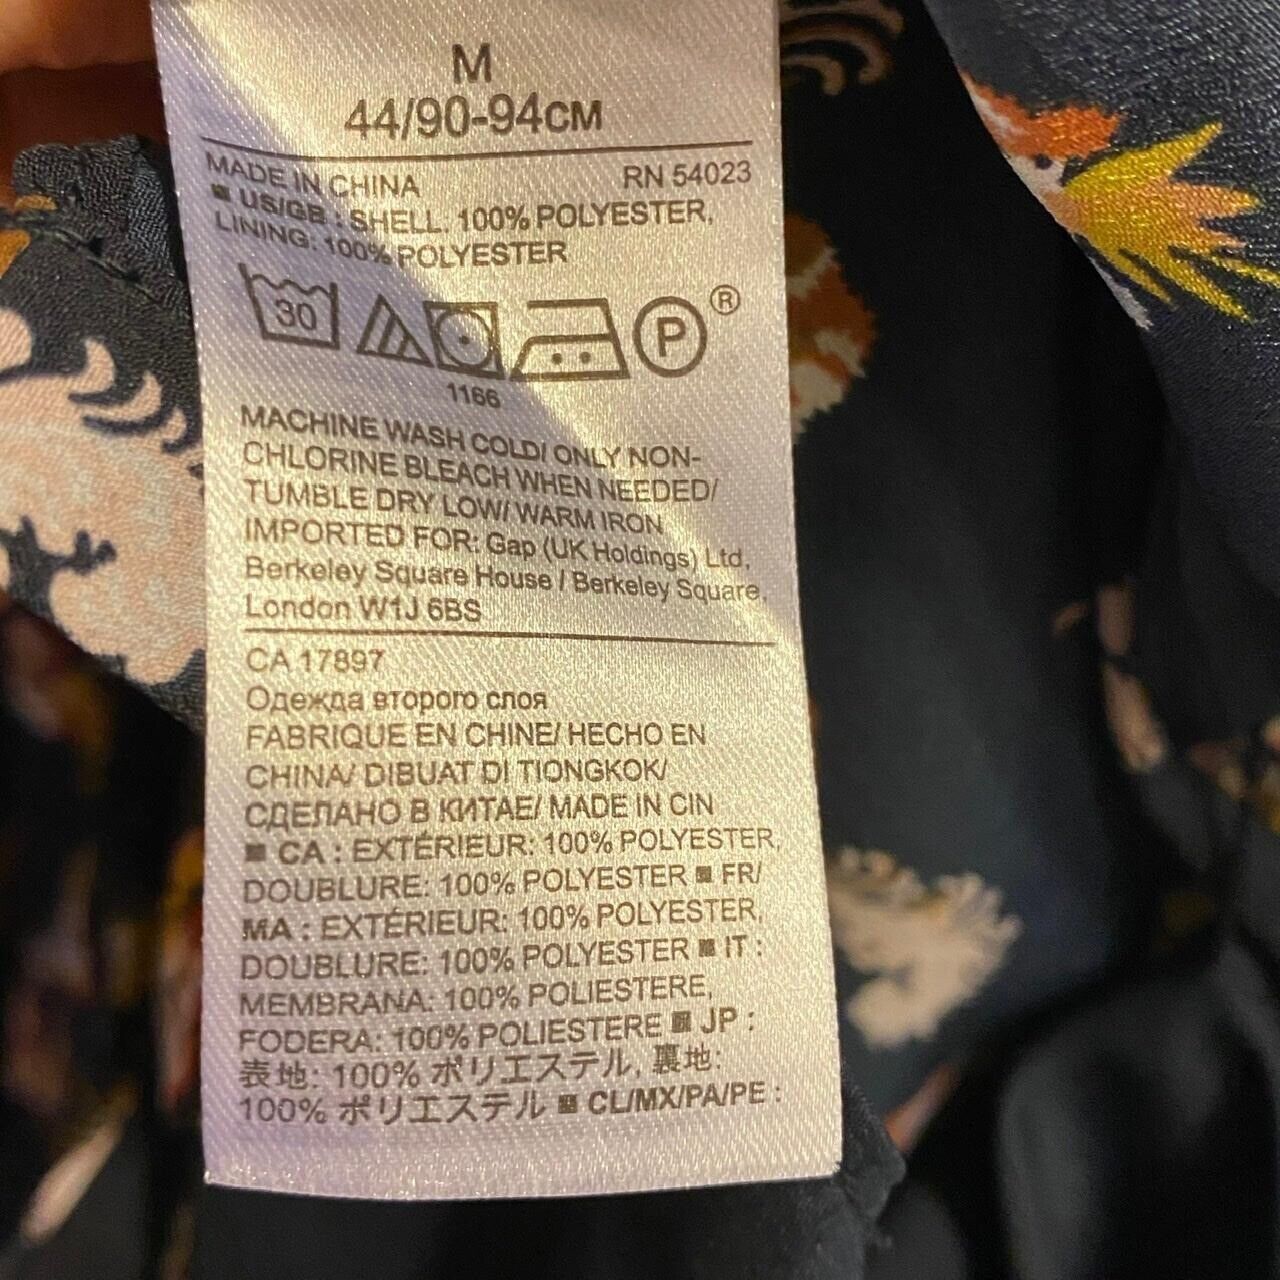 M
44/90-94CM
MADE IN CHINA RN 54023
■ US/GB : SHELL: 100% POLYESTER,
LINING: 100% POLYESTER
30 P ®
1166
MACHINE WASH COLD/ ONLY NON-
CHLORINE BLEACH WHEN NEEDED/
TUMBLE DRY LOW/ WARM IRON
IMPORTED FOR: Gap (UK Holdings) Ltd,
Berkeley Square House / Berkeley Square,
London W1J 6BS
CA 17897
Одежда второго слоя
FABRIQUE EN CHINE/ HECHO EN
CHINA/ DIBUAT DI TIONGKOK/
СДЕЛАНО В КИТАЕ/ MADE IN CIN
■ CA : EXTÉRIEUR: 100% POLYESTER,
DOUBLURE: 100% POLYESTER ■ FR/
MA : EXTÉRIEUR: 100% POLYESTER,
DOUBLURE: 100% POLYESTER ■ IT :
MEMBRANA: 100% POLIESTERE,
FODERA: 100% POLIESTERE ■ JP :
表地: 100% ポリエステル, 裏地:
100% ポリエステル ■ CL/MX/PA/PE :